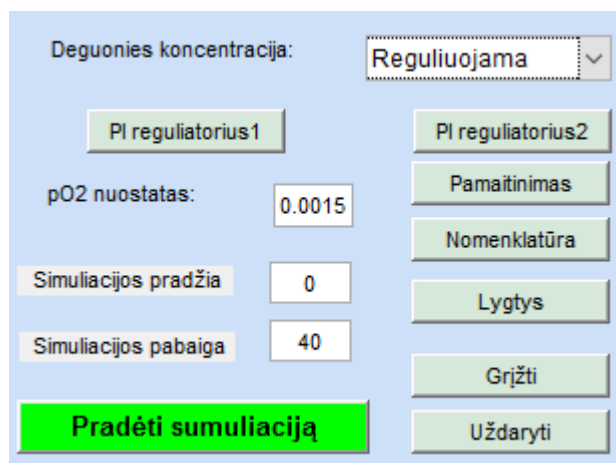 Deguonies koncentracija:
Reguliuojama
PI reguliatorius1
PI reguliatorius2
pO2 nuostatas:
0.0015
Pamaitinimas
Nomenklatūra
Simuliacijos pradžia
0
Lygtys
Simuliacijos pabaiga
40
Grįžti
Pradėti sumuliaciją
Uždaryti